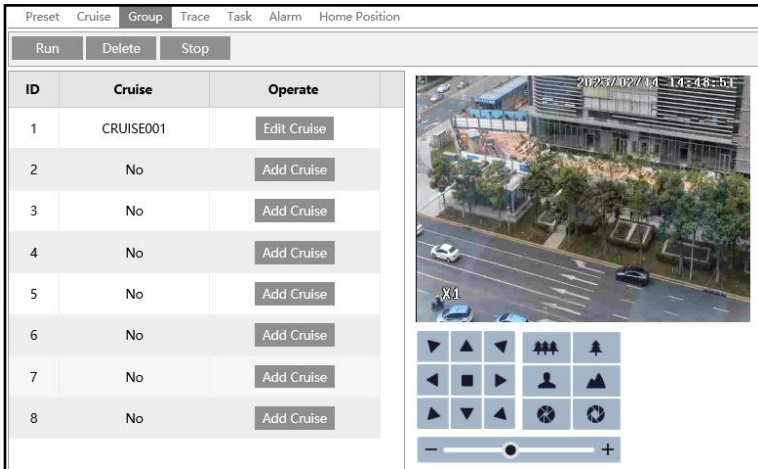 Preset Cruise Group Trace Task Alarm Home Position
Run Delete Stop
ID Cruise Operate
1 CRUISE001 Edit Cruise
2 No Add Cruise
3 No Add Cruise
4 No Add Cruise
5 No Add Cruise
6 No Add Cruise
7 No Add Cruise
8 No Add Cruise
2023/02/14 14:48:51
X1